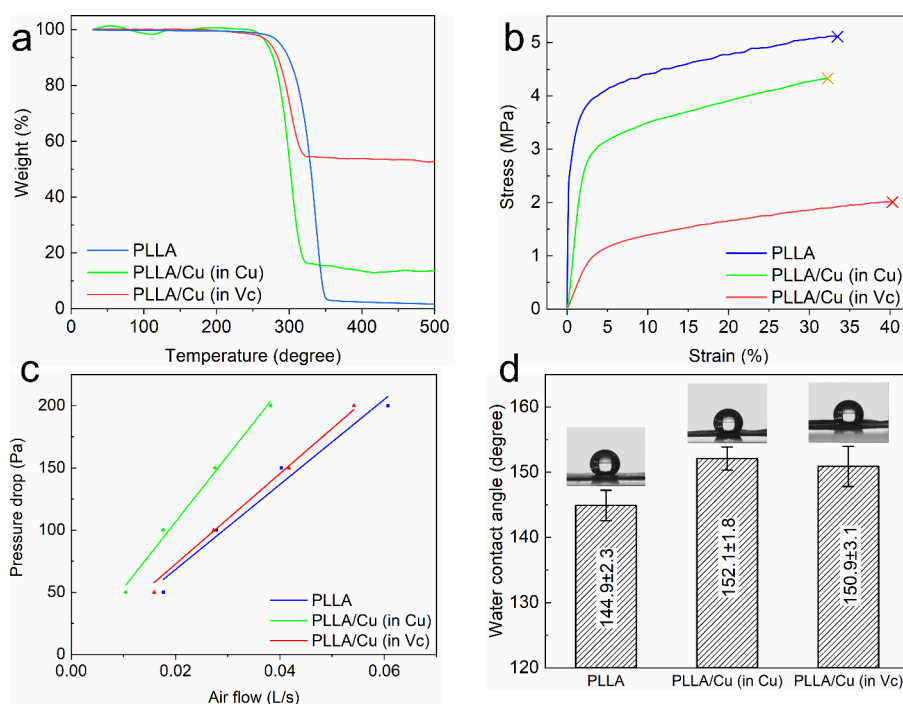 a
100
80
60
40
20
0
Weight (%)
PLLA
PLLA/Cu (in Cu)
PLLA/Cu (in Vc)
0
100
200
300
400
500
Temperature (degree)
b
5
4
3
2
1
0
Stress (MPa)
PLLA
PLLA/Cu (in Cu)
PLLA/Cu (in Vc)
0
5
10
15
20
25
30
35
40
Strain (%)
c
200
150
100
50
0
Pressure drop (Pa)
PLLA
PLLA/Cu (in Cu)
PLLA/Cu (in Vc)
0.00
0.02
0.04
0.06
Air flow (L/s)
d
160
150
140
130
120
Water contact angle (degree)
144.9±2.3
152.1±1.8
150.9±3.1
PLLA
PLLA/Cu (in Cu)
PLLA/Cu (in Vc)